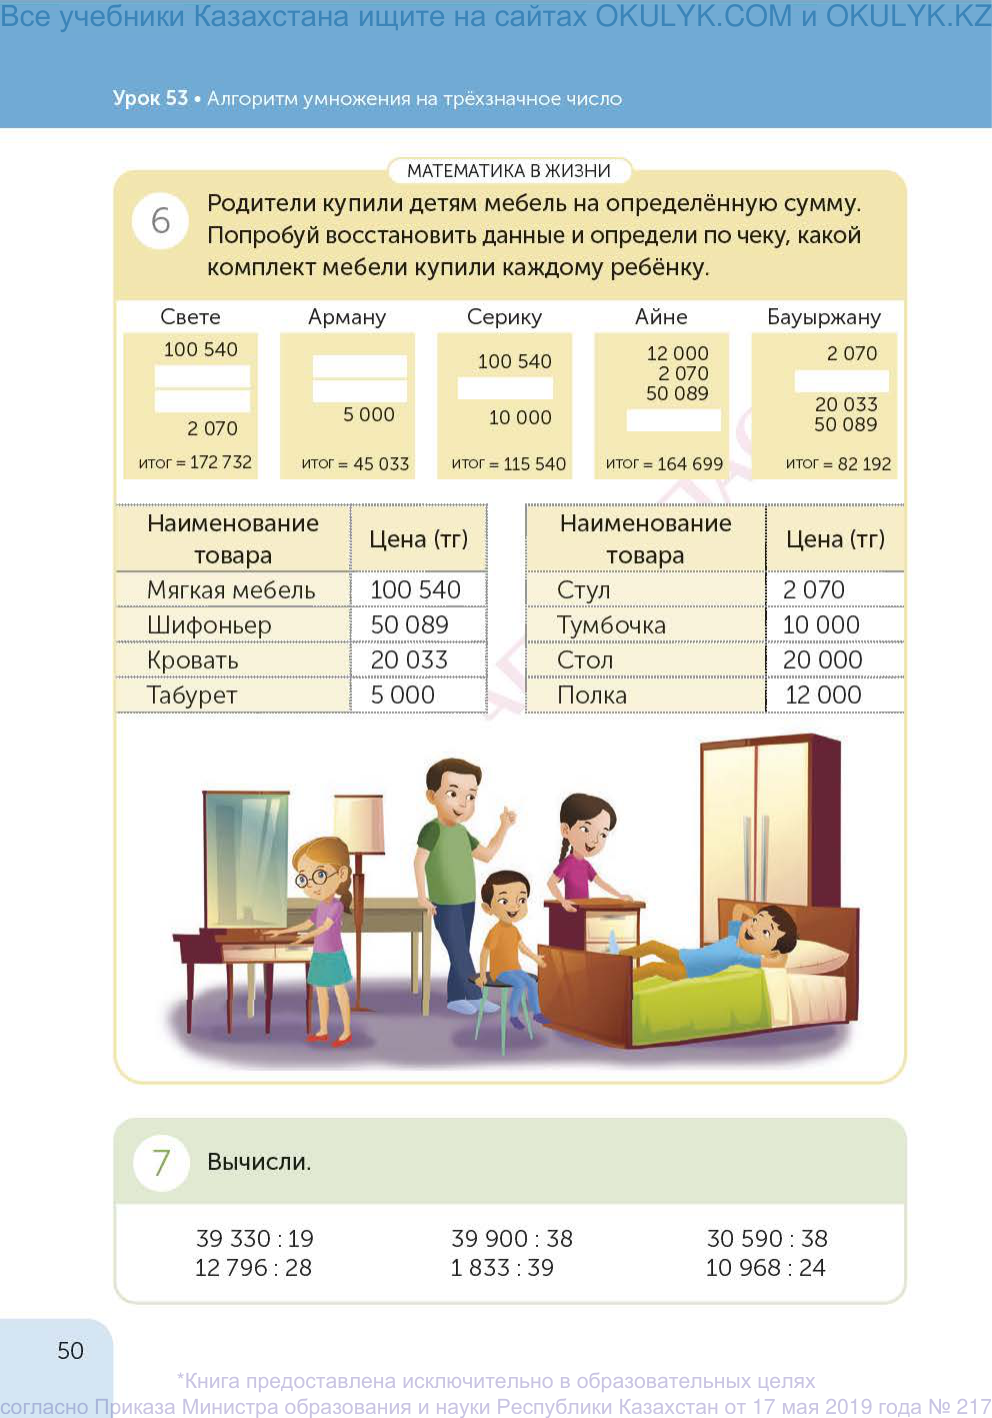 Все учебники Казахстана ищите на сайтах OKULYK.COM и OKULYK.KZ
Урок 53 • Алгоритм умножения на трёхзначное число
МАТЕМАТИКА В ЖИЗНИ
6
Родители купили детям мебель на определённую сумму.
Попробуй восстановить данные и определи по чеку, какой
комплект мебели купили каждому ребёнку.
Свете
100 540
2 070
итог = 172 732
Арману
5 000
итог = 45 033
Серику
100 540
10 000
итог = 115 540
Айне
12 000
2 070
50 089
итог = 164 699
Бауыржану
2 070
20 033
50 089
итог = 82 192
Наименование товара Цена (тг)
Мягкая мебель 100 540
Шифоньер 50 089
Кровать 20 033
Табурет 5 000
Наименование товара Цена (тг)
Стул 2 070
Тумбочка 10 000
Стол 20 000
Полка 12 000
7
Вычисли.
39 330 : 19 39 900 : 38 30 590 : 38
12 796 : 28 1 833 : 39 10 968 : 24
50
*Книга предоставлена исключительно в образовательных целях
согласно Приказа Министра образования и науки Республики Казахстан от 17 мая 2019 года № 217